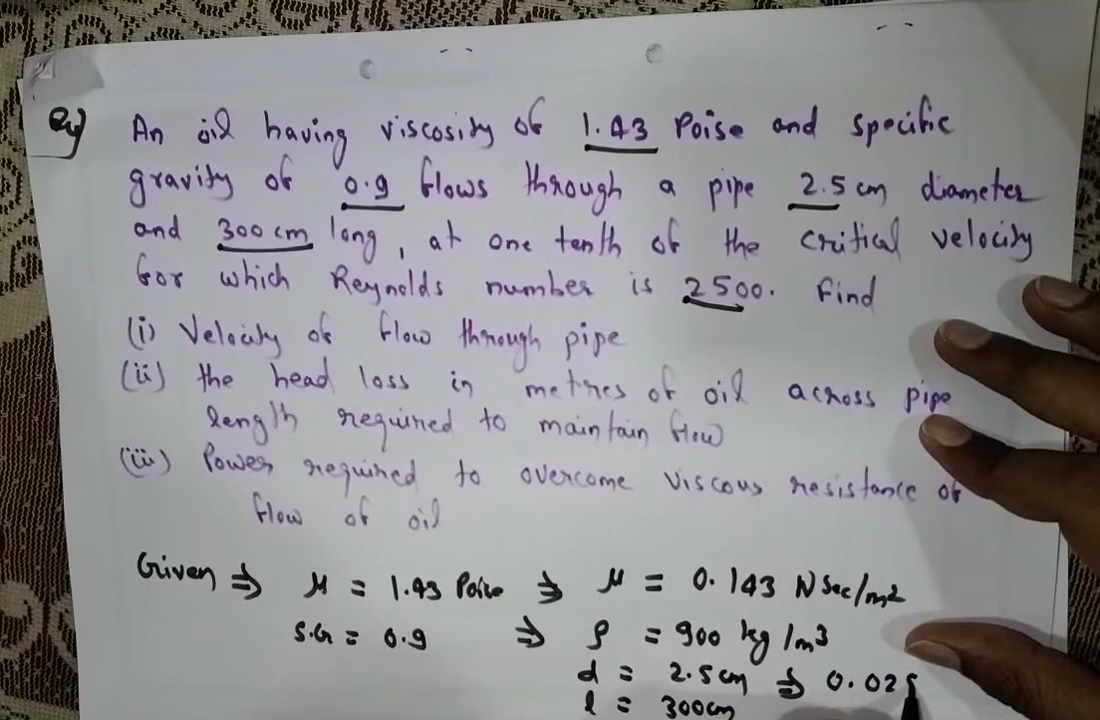 Qu) An oil having viscosity of 1.43 Poise and specific
gravity of 0.9 flows through a pipe 2.5 cm diameter
and 300 cm long, at one tenth of the critical velocity
for which Reynolds number is 2500. Find
(i) Velocity of flow through pipe
(ii) the head loss in metres of oil across pipe
length required to maintain flow
(iii) Power required to overcome viscous resistance of
flow of oil
Given ⇒ μ = 1.43 Poise ⇒ μ = 0.143 N Sec/m2
S.G = 0.9 ⇒ ρ = 900 kg/m3
d = 2.5cm ⇒ 0.025
l = 300cm